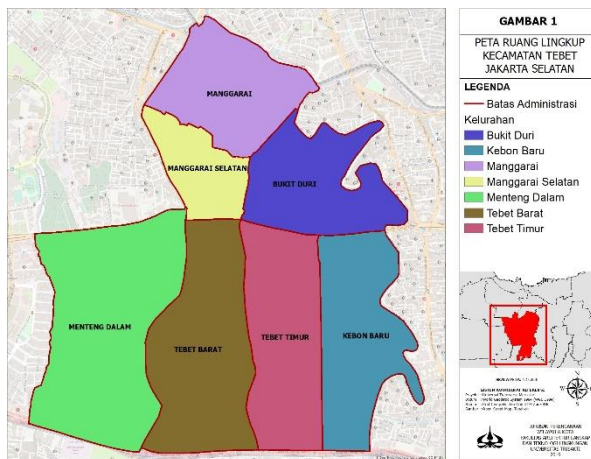 MANGGARAI
MANGGARAI SELATAN
BUKIT DURI
MENTENG DALAM
TEBET BARAT
TEBET TIMUR
KEBON BARU
GAMBAR 1
PETA RUANG LINGKUP
KECAMATAN TEBET
JAKARTA SELATAN
LEGENDA
Batas Administrasi
Kelurahan
Bukit Duri
Kebon Baru
Manggarai
Manggarai Selatan
Menteng Dalam
Tebet Barat
Tebet Timur
UNIVERSITAS TRISAKTI